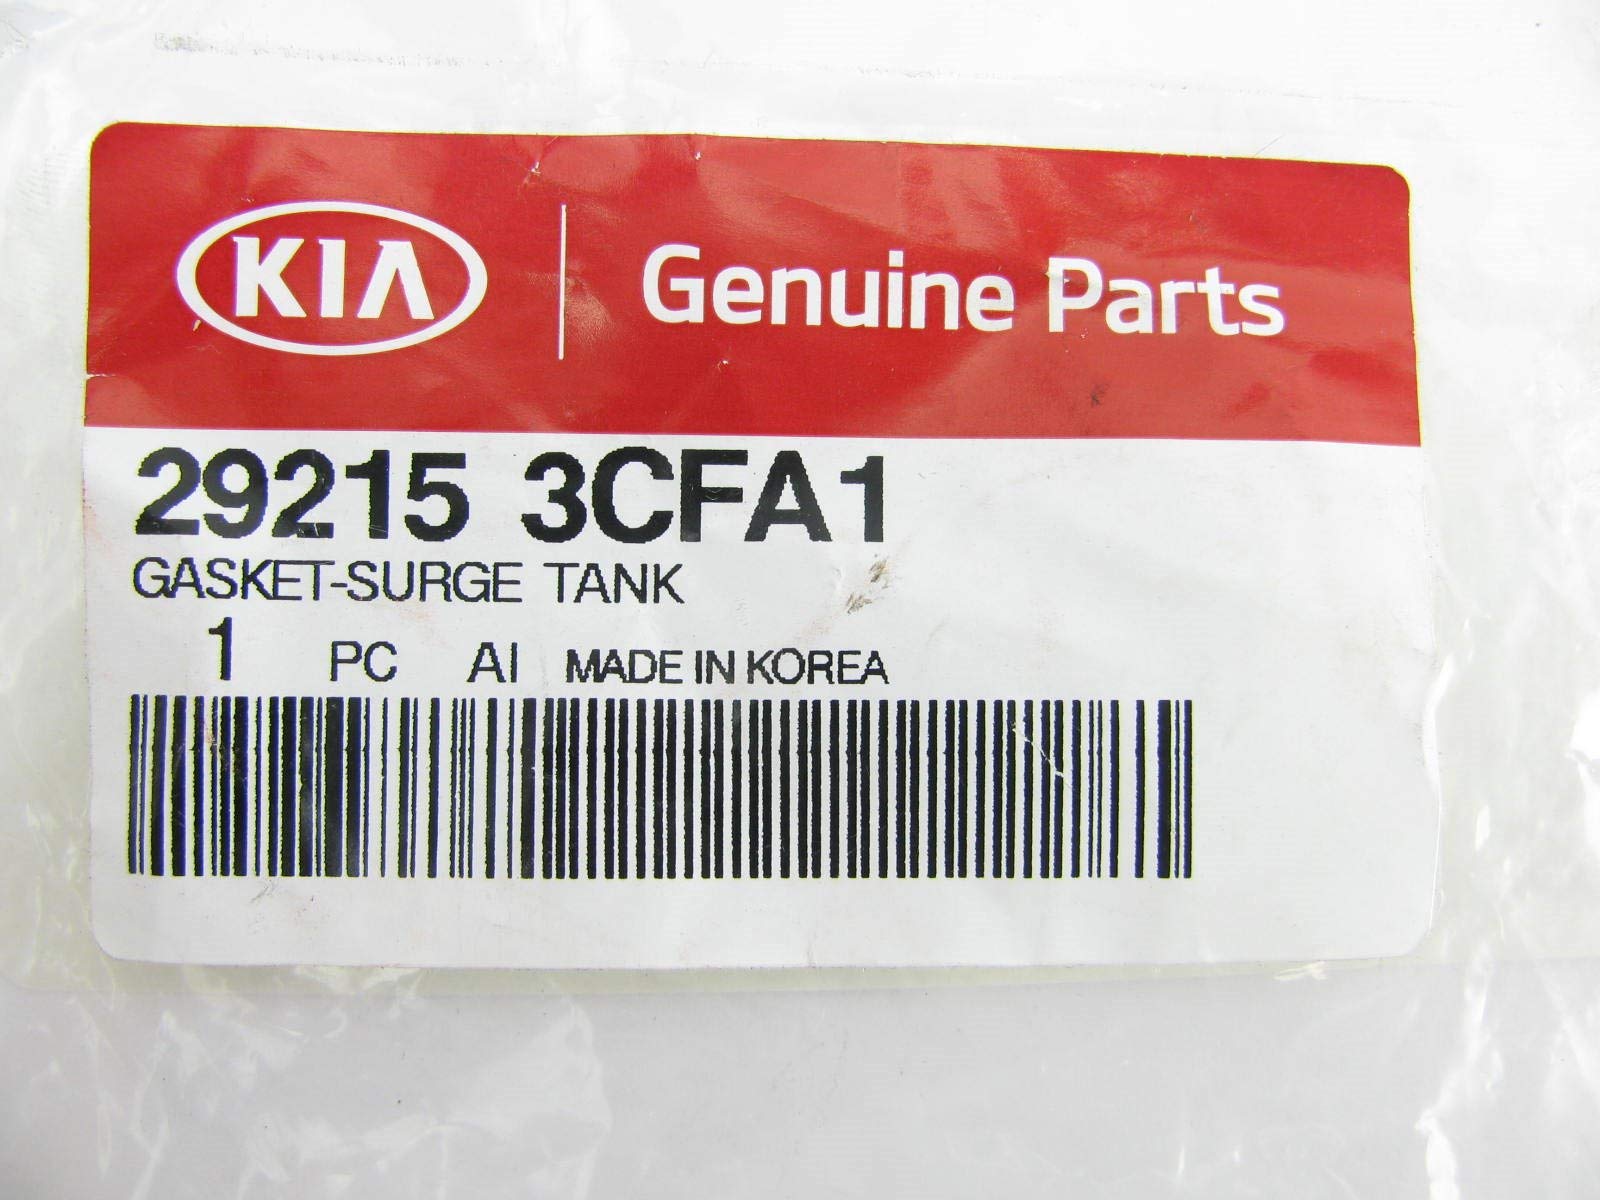 KIA Genuine Parts
29215 3CFA1
GASKET-SURGE TANK
1 PC AI MADE IN KOREA